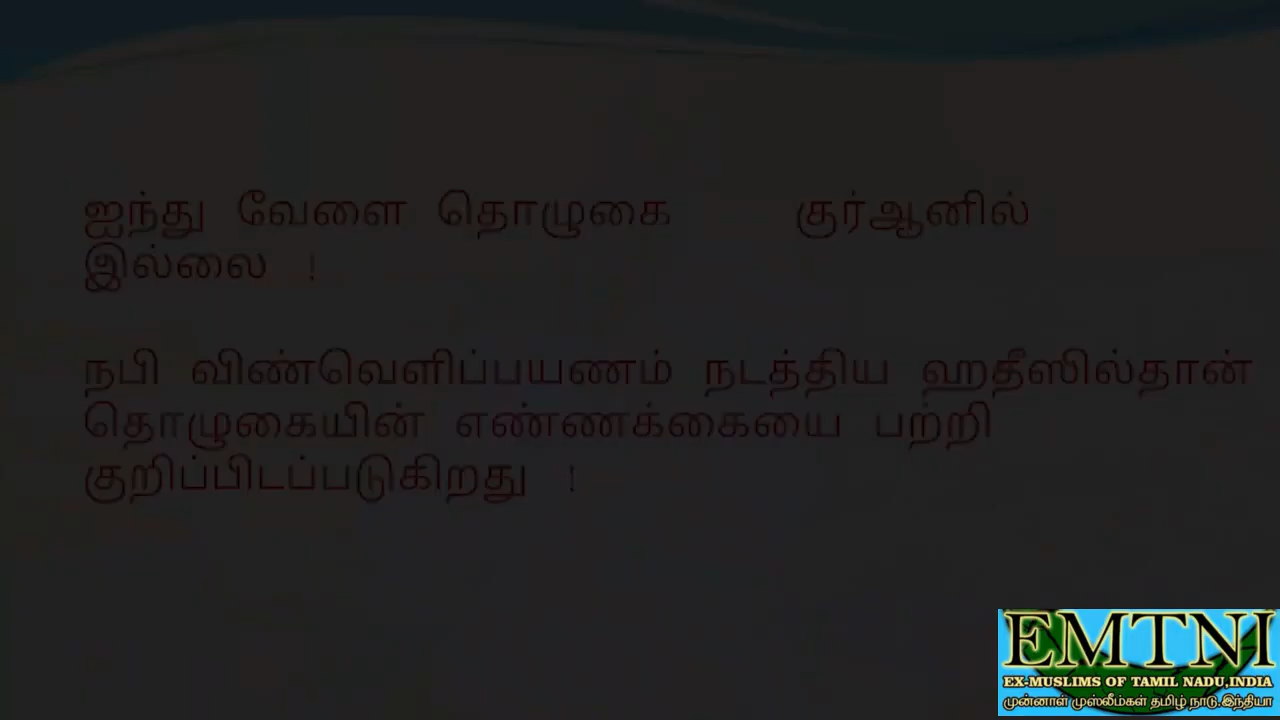 ஐந்து வேளை தொழுகை குர்ஆனில்
இல்லை !
நபி விண்வெளிப்பயணம் நடத்திய ஹதீஸில்தான்
தொழுகையின் எண்ணக்கையை பற்றி
குறிப்பிடப்படுகிறது !
EMTNI
EX-MUSLIMS OF TAMIL NADU,INDIA
முன்னாள் முஸ்லீம்கள் தமிழ் நாடு.இந்தியா